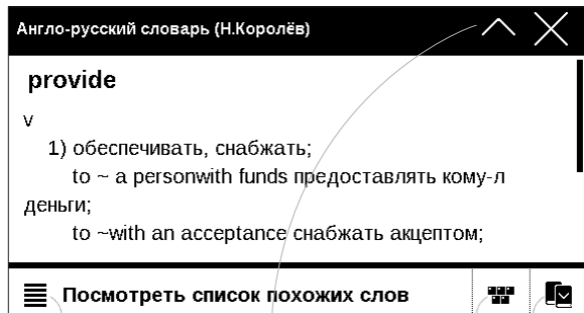 Англо-русский словарь (Н.Королёв)
provide
v
1) обеспечивать, снабжать;
to ~ a personwith funds предоставлять кому-л
деньги;
to ~with an acceptance снабжать акцептом;
Посмотреть список похожих слов